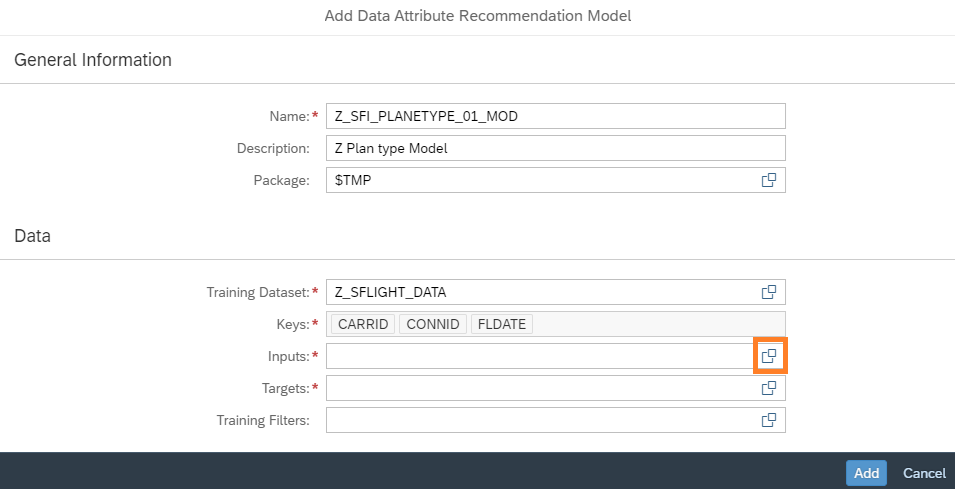 Add Data Attribute Recommendation Model
General Information
Name:* Z_SFI_PLANETYPE_01_MOD
Description: Z Plan type Model
Package: $TMP
Data
Training Dataset:* Z_SFLIGHT_DATA
Keys:* CARRID CONNID FLDATE
Inputs:*
Targets:*
Training Filters:
Add Cancel